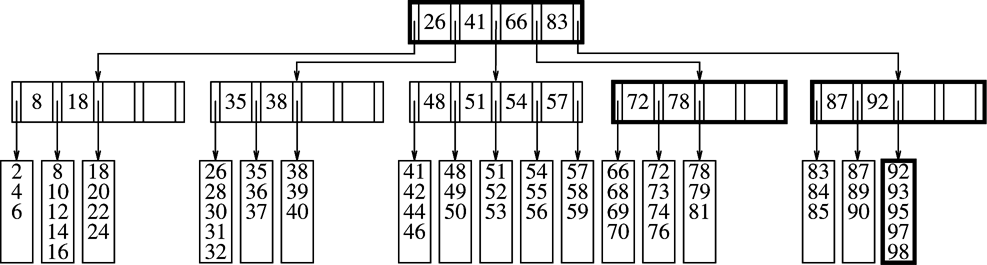 26 41 66 83
8 18 35 38 48 51 54 57 72 78 87 92
2 8 18 26 35 38 41 48 51 54 57 66 72 78 83 87 92
4 10 20 28 36 39 42 49 52 55 58 68 73 79 84 89 93
6 12 22 30 37 40 44 50 53 56 59 69 74 81 85 90 95
14 24 31 46 70 76 97
16 32 98